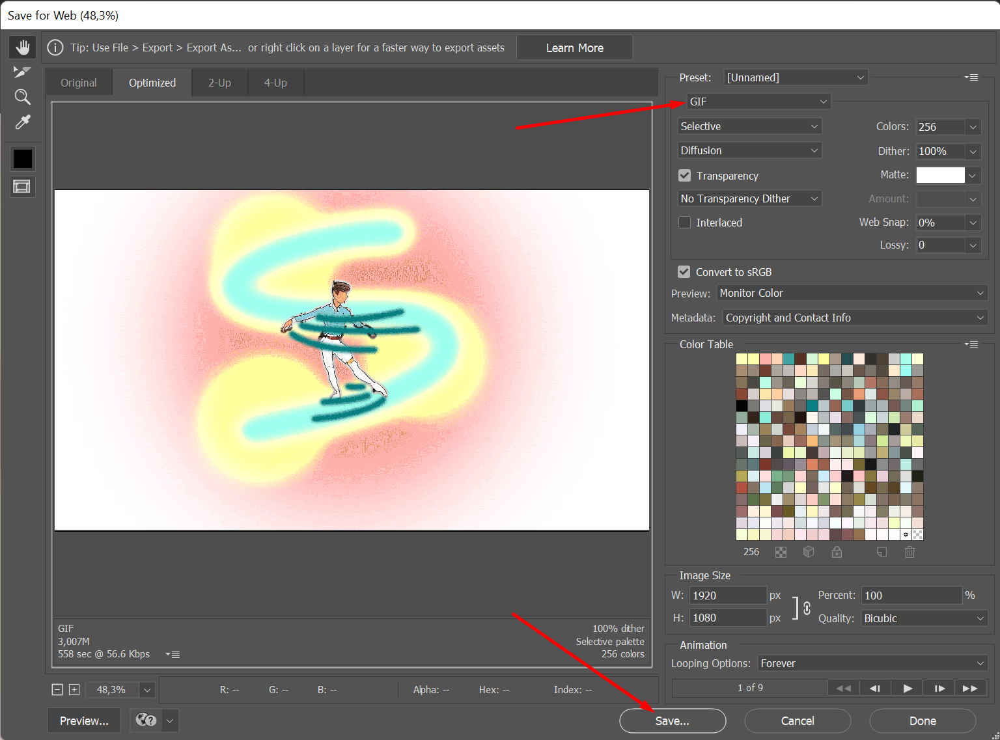 Save for Web (48,3%)
Tip: Use File > Export > Export As... or right click on a layer for a faster way to export assets
Learn More
Original
Optimized
2-Up
4-Up
Preset: [Unnamed]
GIF
Selective
Colors: 256
Diffusion
Dither: 100%
Transparency
Matte:
No Transparency Dither
Amount:
Interlaced
Web Snap: 0%
Lossy: 0
Convert to sRGB
Preview: Monitor Color
Metadata: Copyright and Contact Info
Color Table
256
Image Size
W: 1920 px
Percent: 100 %
H: 1080 px
Quality: Bicubic
Animation
Looping Options: Forever
1 of 9
GIF
3,007M
558 sec @ 56.6 Kbps
100% dither
Selective palette
256 colors
48,3%
R: --
G: --
B: --
Alpha: --
Hex: --
Index: --
Preview...
?
Save...
Cancel
Done